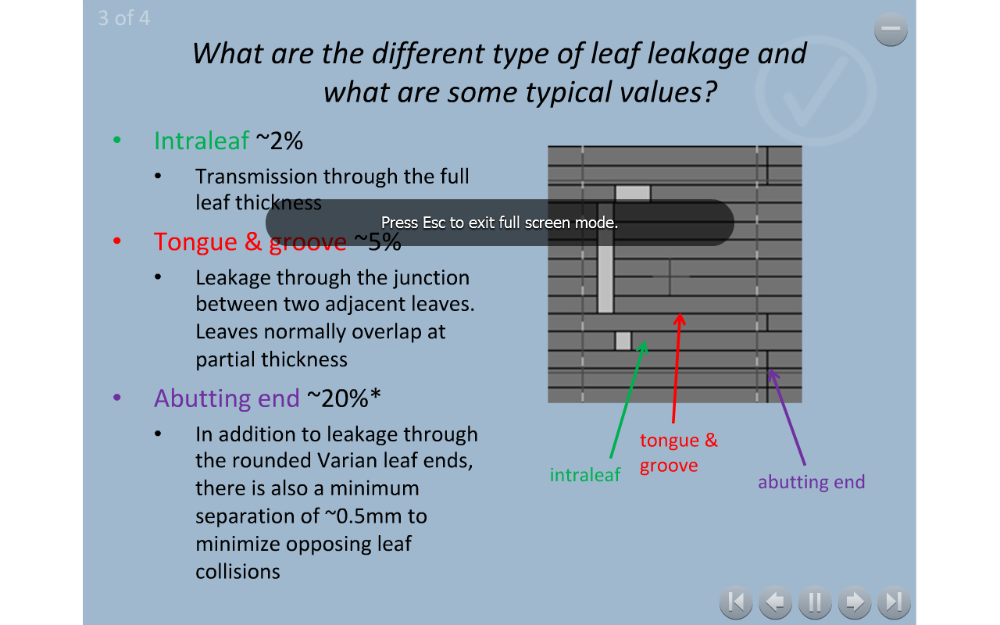 3 of 4
What are the different type of leaf leakage and
what are some typical values?
• Intraleaf ~2%
• Transmission through the full
leaf thickness
Press Esc to exit full screen mode.
• Tongue & groove ~5%
• Leakage through the junction
between two adjacent leaves.
Leaves normally overlap at
partial thickness
• Abutting end ~20%*
• In addition to leakage through
the rounded Varian leaf ends,
there is also a minimum
separation of ~0.5mm to
minimize opposing leaf
collisions
tongue &
groove
intraleaf
abutting end